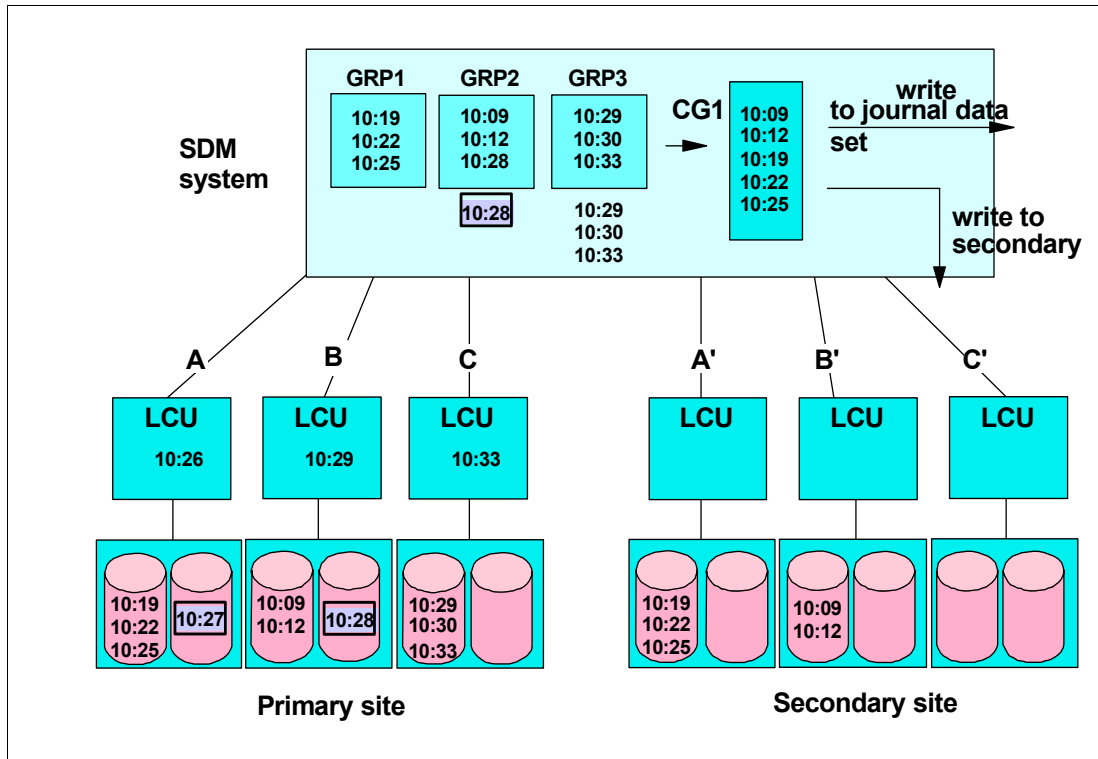 GRP1
10:19
10:22
10:25
GRP2
10:09
10:12
10:28
10:28
GRP3
10:29
10:30
10:33
10:29
10:30
10:33
CG1
10:09
10:12
10:19
10:22
10:25
write
to journal data
set
write to
secondary
SDM
system
A
B
C
A'
B'
C'
LCU
10:26
LCU
10:29
LCU
10:33
LCU
LCU
LCU
10:19
10:22
10:25
10:27
10:09
10:12
10:28
10:29
10:30
10:33
10:19
10:22
10:25
10:09
10:12
Primary site
Secondary site